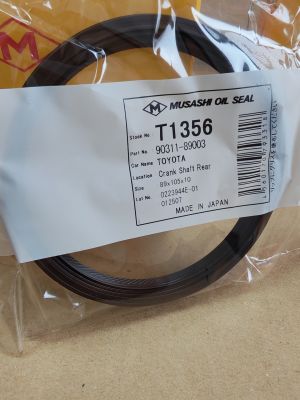 M MUSASHI OIL SEAL
Stock No. T1356
Part No. 90311-89003
Car Name TOYOTA
Location Crank Shaft Rear
Size 89x105x10
Lot No. 0223944E-01
01250T
MADE IN JAPAN